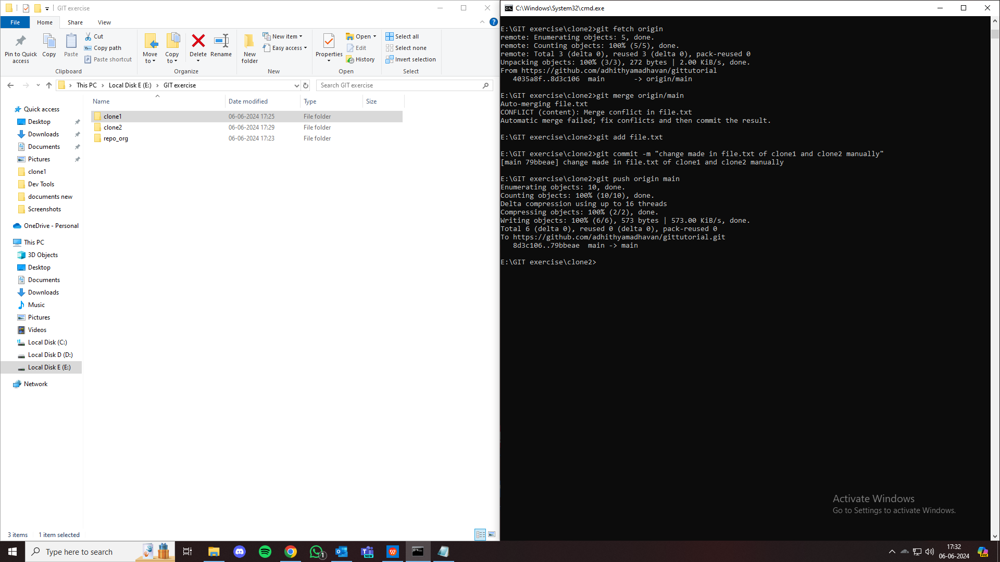 GIT exercise
File
Home
Share
View
Pin to Quick access
Copy
Paste
Cut
Copy path
Paste shortcut
Clipboard
Move to
Copy to
Delete
Rename
Organize
New folder
New item
Easy access
New
Properties
Open
Edit
History
Open
Select all
Select none
Invert selection
Select
This PC > Local Disk E (E:) > GIT exercise
Search GIT exercise
Name
Date modified
Type
Size
clone1 06-06-2024 17:25 File folder
clone2 06-06-2024 17:29 File folder
repo_org 06-06-2024 17:23 File folder
Quick access
Desktop
Downloads
Documents
Pictures
clone1
Dev Tools
documents new
Screenshots
OneDrive - Personal
This PC
3D Objects
Desktop
Documents
Downloads
Music
Pictures
Videos
Local Disk (C:)
Local Disk D (D:)
Local Disk E (E:)
Network
3 items 1 item selected
C:\Windows\System32\cmd.exe
E:\GIT exercise\clone2>git fetch origin
remote: Enumerating objects: 5, done.
remote: Counting objects: 100% (5/5), done.
remote: Total 3 (delta 0), reused 3 (delta 0), pack-reused 0
Unpacking objects: 100% (3/3), 272 bytes | 2.00 KiB/s, done.
From https://github.com/adhithyamadhavan/gittutorial
4035a8f..8d3c106 main -> origin/main
E:\GIT exercise\clone2>git merge origin/main
Auto-merging file.txt
CONFLICT (content): Merge conflict in file.txt
Automatic merge failed; fix conflicts and then commit the result.
E:\GIT exercise\clone2>git add file.txt
E:\GIT exercise\clone2>git commit -m "change made in file.txt of clone1 and clone2 manually"
[main 79bbeae] change made in file.txt of clone1 and clone2 manually
E:\GIT exercise\clone2>git push origin main
Enumerating objects: 10, done.
Counting objects: 100% (10/10), done.
Delta compression using up to 16 threads
Compressing objects: 100% (2/2), done.
Writing objects: 100% (6/6), 573 bytes | 573.00 KiB/s, done.
Total 6 (delta 0), reused 0 (delta 0), pack-reused 0
To https://github.com/adhithyamadhavan/gittutorial.git
8d3c106..79bbeae main -> main
E:\GIT exercise\clone2>
Activate Windows
Go to Settings to activate Windows.
Type here to search
1
NEW
17:32
06-06-2024
PRE